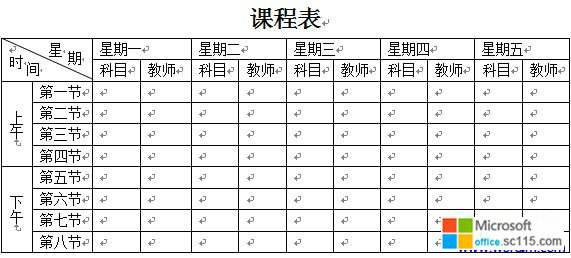 课程表
星期 星期一 星期二 星期三 星期四 星期五
时间 科目 教师 科目 教师 科目 教师 科目 教师 科目 教师
上午 第一节
第二节
第三节
第四节
下午 第五节
第六节
第七节
第八节
Microsoft
office.sc115.com